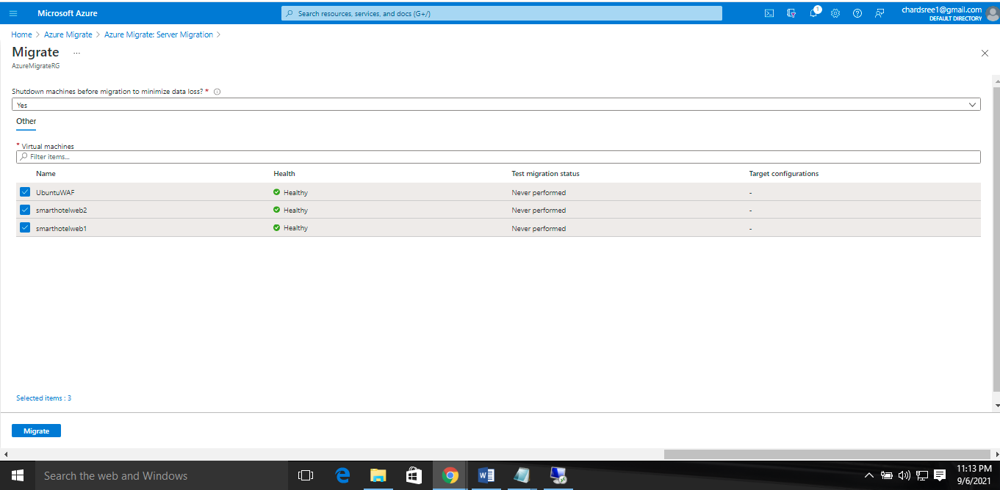 Microsoft Azure
Search resources, services, and docs (G+/)
1
chardsree1@gmail.com
DEFAULT DIRECTORY
Home > Azure Migrate > Azure Migrate: Server Migration >
Migrate ...
AzureMigrateRG
Shutdown machines before migration to minimize data loss? *
Yes
Other
* Virtual machines
Filter items...
Name Health Test migration status Target configurations
UbuntuWAF Healthy Never performed -
smarthotelweb2 Healthy Never performed -
smarthotelweb1 Healthy Never performed -
Selected items : 3
Migrate
Search the web and Windows
11:13 PM
9/6/2021